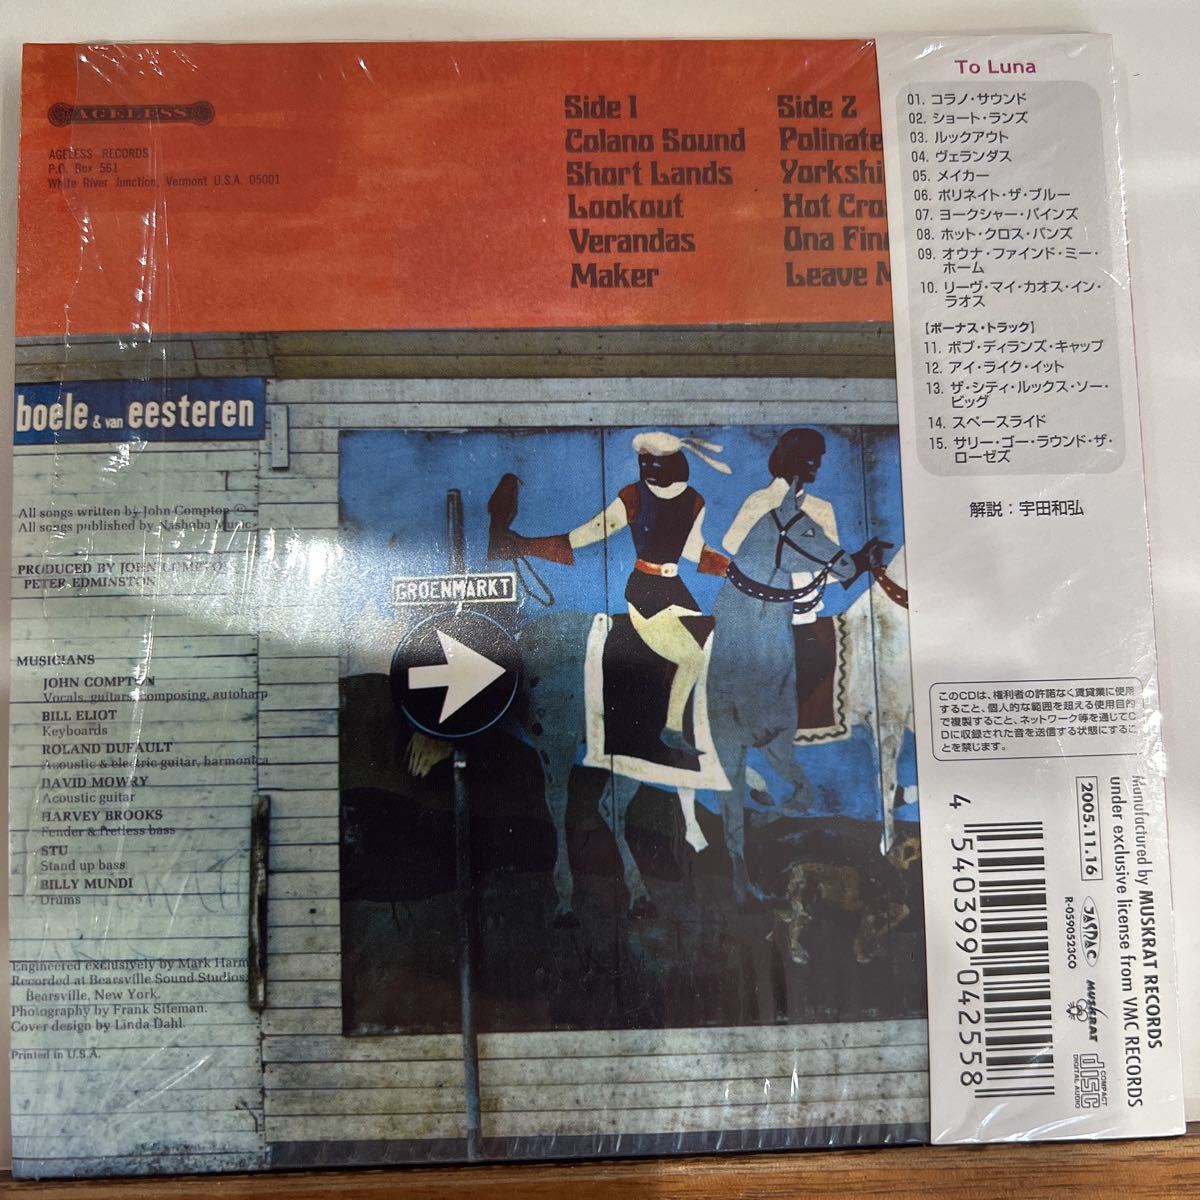 AGELESS
AGELESS RECORDS
P.O. Box 561
White River Junction, Vermont U.S.A. 05001
Side 1
Colano Sound
Short Lands
Lookout
Verandas
Maker
Side 2
Polinate
Yorkshi
Hot Cro
Ona Fin
Leave M
To Luna
01. コラノ・サウンド
02. ショート・ランズ
03. ルックアウト
04. ヴェランダス
05. メイカー
06. ポリネイト・ザ・ブルー
07. ヨークシャー・パインズ
08. ホット・クロス・バンズ
09. オウナ・ファインド・ミー・
ホーム
10. リーヴ・マイ・カオス・イン・
ラオス
【ボーナス・トラック】
11. ボブ・ディランズ・キャップ
12. アイ・ライク・イット
13. ザ・シティ・ルックス・ソー・
ビッグ
14. スペースライド
15. サリー・ゴー・ラウンド・ザ・
ローゼズ
解説：宇田和弘
boele & van eesteren
All songs written by John Compton ©
All songs published by Nashoba Music
PRODUCED BY JOHN COMPTON
PETER EDMINSTON
MUSICIANS
JOHN COMPTON
Vocals, guitars, composing, autoharp
BILL ELIOT
Keyboards
ROLAND DUFAULT
Acoustic & electric guitar, harmonica
DAVID MOWRY
Acoustic guitar
HARVEY BROOKS
Fender & fretless bass
STU
Stand up bass
BILLY MUNDI
Drums
Engineered exclusively by Mark Harm
Recorded at Bearsville Sound Studios,
Bearsville, New York.
Photography by Frank Siteman.
Cover design by Linda Dahl.
Printed in U.S.A.
GROENMARKT
このCDは、権利者の許諾なく賃貸業に使用
すること、個人的な範囲を超える使用目的
で複製すること、ネットワーク等を通じてC
Dに収録された音を送信する状態にするこ
とを禁じます。
Manufactured by MUSKRAT RECORDS
under exclusive license from VMC RECORDS
2005.11.16
JASRAC
R-0590523CO
MUSKRAT
COMPACT
disc
DIGITAL AUDIO
4 540399 042558